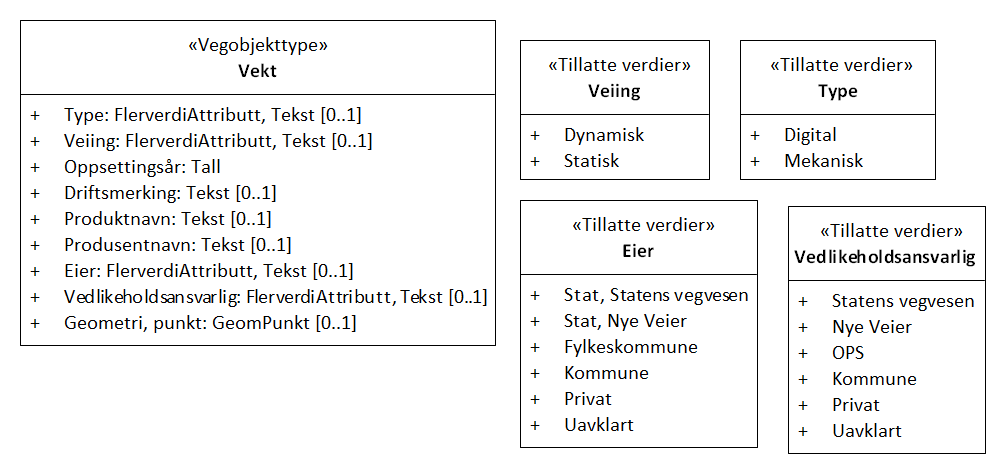 «Vegobjekttype»
Vekt
+ Type: FlerverdiAttributt, Tekst [0..1]
+ Veiing: FlerverdiAttributt, Tekst [0..1]
+ Oppsettingsår: Tall
+ Driftsmerking: Tekst [0..1]
+ Produktnavn: Tekst [0..1]
+ Produsentnavn: Tekst [0..1]
+ Eier: FlerverdiAttributt, Tekst [0..1]
+ Vedlikeholdsansvarlig: FlerverdiAttributt, Tekst [0..1]
+ Geometri, punkt: GeomPunkt [0..1]
«Tillatte verdier»
Veiing
+ Dynamisk
+ Statisk
«Tillatte verdier»
Type
+ Digital
+ Mekanisk
«Tillatte verdier»
Eier
+ Stat, Statens vegvesen
+ Stat, Nye Veier
+ Fylkeskommune
+ Kommune
+ Privat
+ Uavklart
«Tillatte verdier»
Vedlikeholdsansvarlig
+ Statens vegvesen
+ Nye Veier
+ OPS
+ Kommune
+ Privat
+ Uavklart